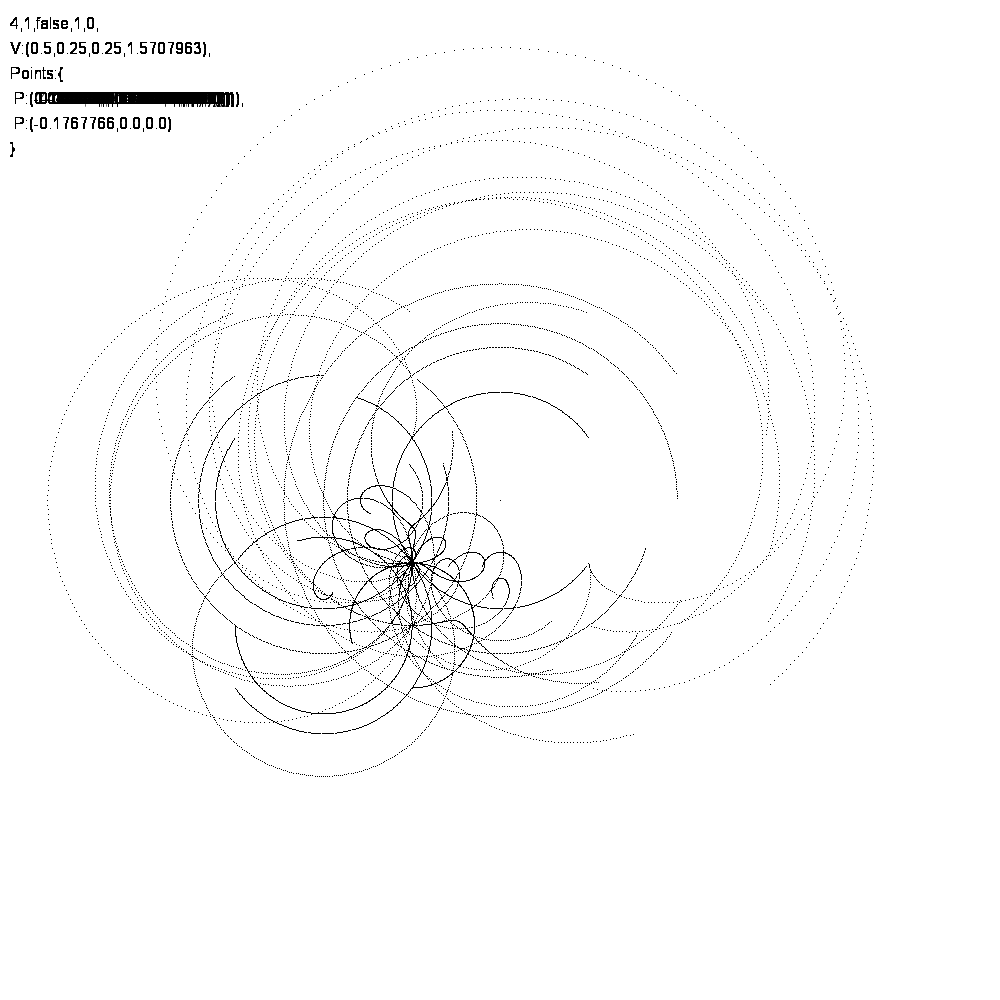 4,1,false,1,0,
V:(0.5,0.25,0.25,1.5707963),
Points:{
P:(
P:(-0.1767766,0.0,0.0)
}